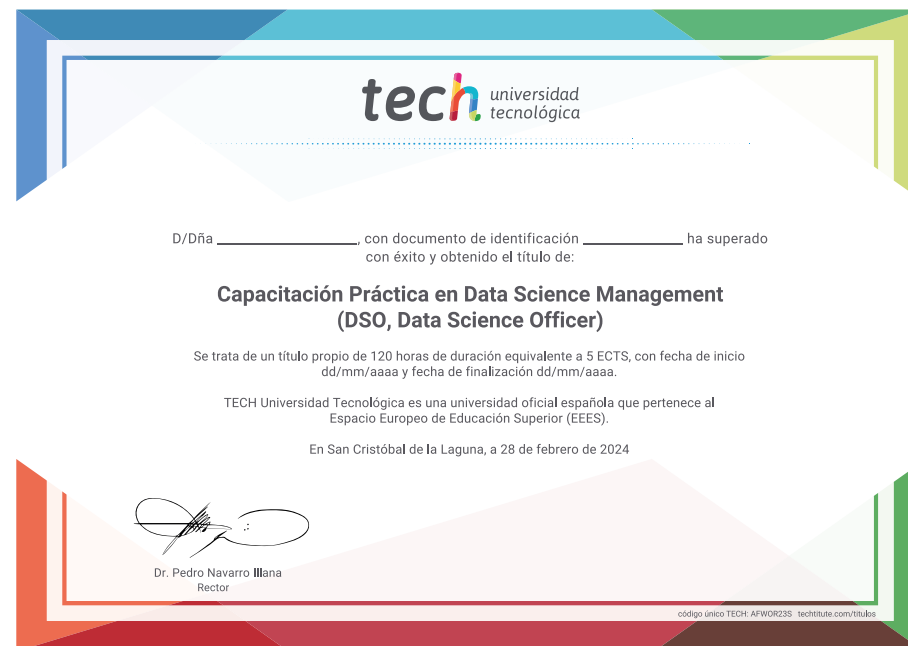 tech universidad
tecnológica
D/Dña ____________, con documento de identificación ____________ ha superado
con éxito y obtenido el título de:
Capacitación Práctica en Data Science Management
(DSO, Data Science Officer)
Se trata de un título propio de 120 horas de duración equivalente a 5 ECTS, con fecha de inicio
dd/mm/aaaa y fecha de finalización dd/mm/aaaa.
TECH Universidad Tecnológica es una universidad oficial española que pertenece al
Espacio Europeo de Educación Superior (EEES).
En San Cristóbal de la Laguna, a 28 de febrero de 2024
Dr. Pedro Navarro Illana
Rector
código único TECH: AFWOR23S techtitute.com/titulos